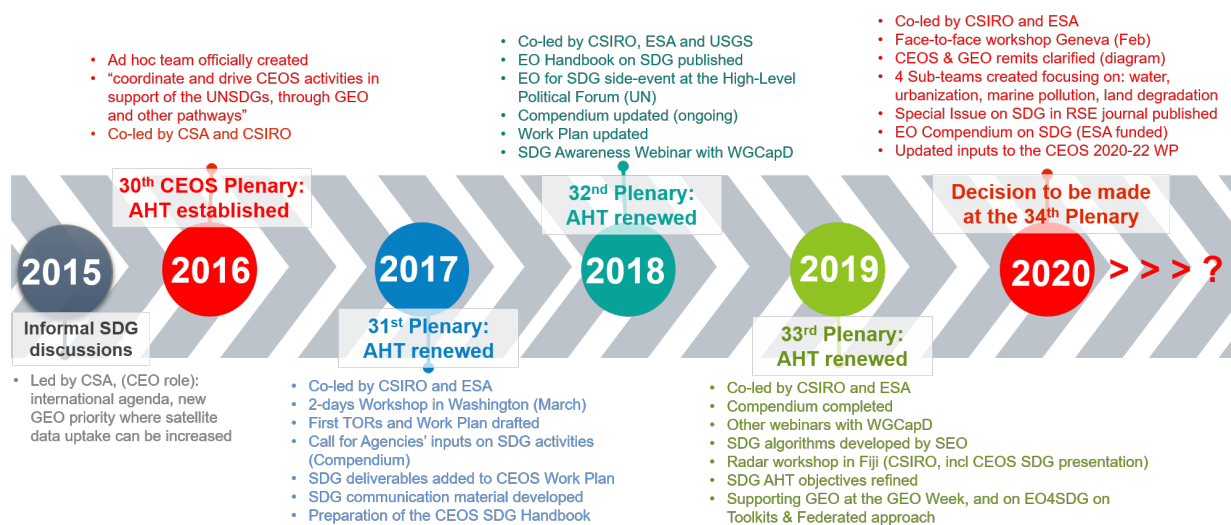 2015
Informal SDG
discussions
• Led by CSA, (CEO role):
international agenda, new
GEO priority where satellite
data uptake can be increased
• Ad hoc team officially created
• “coordinate and drive CEOS activities in
support of the UNSDGs, through GEO
and other pathways”
• Co-led by CSA and CSIRO
30th CEOS Plenary:
AHT established
2016
2017
31st Plenary:
AHT renewed
• Co-led by CSIRO and ESA
• 2-days Workshop in Washington (March)
• First TORs and Work Plan drafted
• Call for Agencies’ inputs on SDG activities
(Compendium)
• SDG deliverables added to CEOS Work Plan
• SDG communication material developed
• Preparation of the CEOS SDG Handbook
• Co-led by CSIRO, ESA and USGS
• EO Handbook on SDG published
• EO for SDG side-event at the High-Level
Political Forum (UN)
• Compendium updated (ongoing)
• Work Plan updated
• SDG Awareness Webinar with WGCapD
32nd Plenary:
AHT renewed
2018
2019
33rd Plenary:
AHT renewed
• Co-led by CSIRO and ESA
• Compendium completed
• Other webinars with WGCapD
• SDG algorithms developed by SEO
• Radar workshop in Fiji (CSIRO, incl CEOS SDG presentation)
• SDG AHT objectives refined
• Supporting GEO at the GEO Week, and on EO4SDG on
Toolkits & Federated approach
• Co-led by CSIRO and ESA
• Face-to-face workshop Geneva (Feb)
• CEOS & GEO remits clarified (diagram)
• 4 Sub-teams created focusing on: water,
urbanization, marine pollution, land degradation
• Special Issue on SDG in RSE journal published
• EO Compendium on SDG (ESA funded)
• Updated inputs to the CEOS 2020-22 WP
Decision to be made
at the 34th Plenary
2020
> > > ?